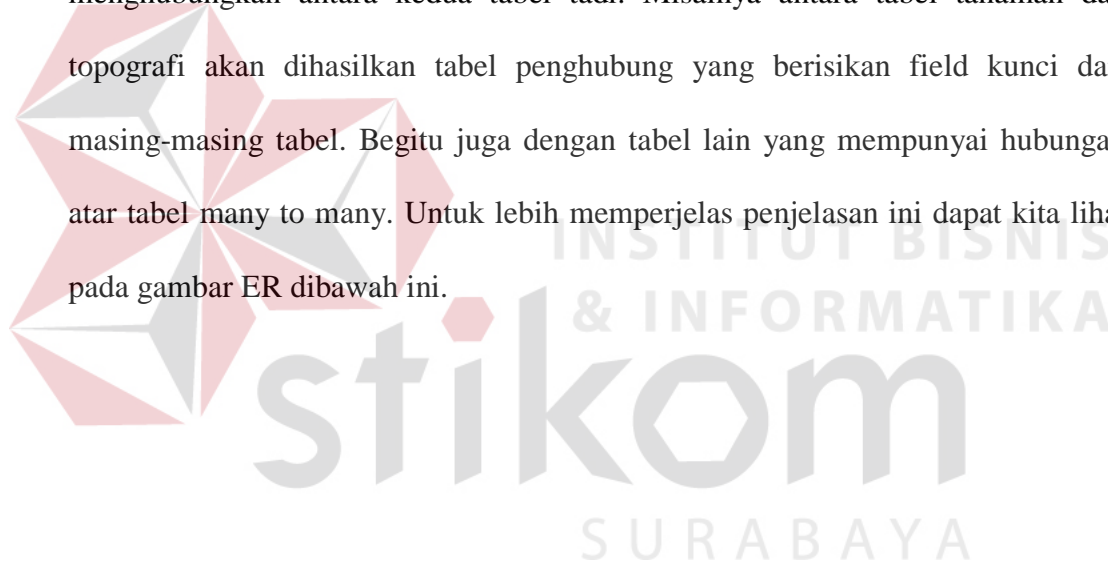 menghubungkan antara kedua tabel tadi. Misalnya antara tabel tanaman da
topografi akan dihasilkan tabel penghubung yang berisikan field kunci da
masing-masing tabel. Begitu juga dengan tabel lain yang mempunyai hubunga
atar tabel many to many. Untuk lebih memperjelas penjelasan ini dapat kita liha
pada gambar ER dibawah ini.
INSTITUT BISNIS
& INFORMATIKA
stikom
SURABAYA